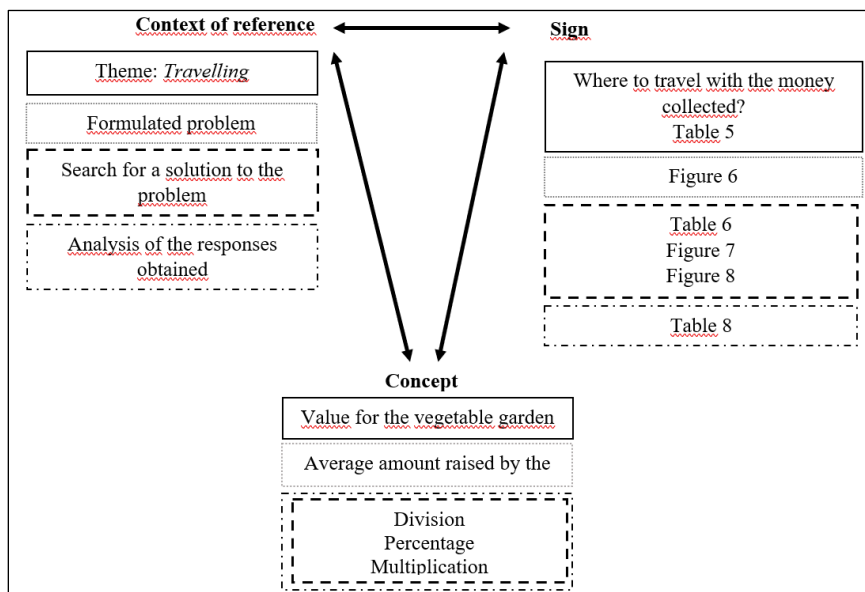 Context of reference
Sign
Theme: Travelling
Formulated problem
Search for a solution to the
problem
Analysis of the responses
obtained
Where to travel with the money
collected?
Table 5
Figure 6
Table 6
Figure 7
Figure 8
Table 8
Concept
Value for the vegetable garden
Average amount raised by the
Division
Percentage
Multiplication